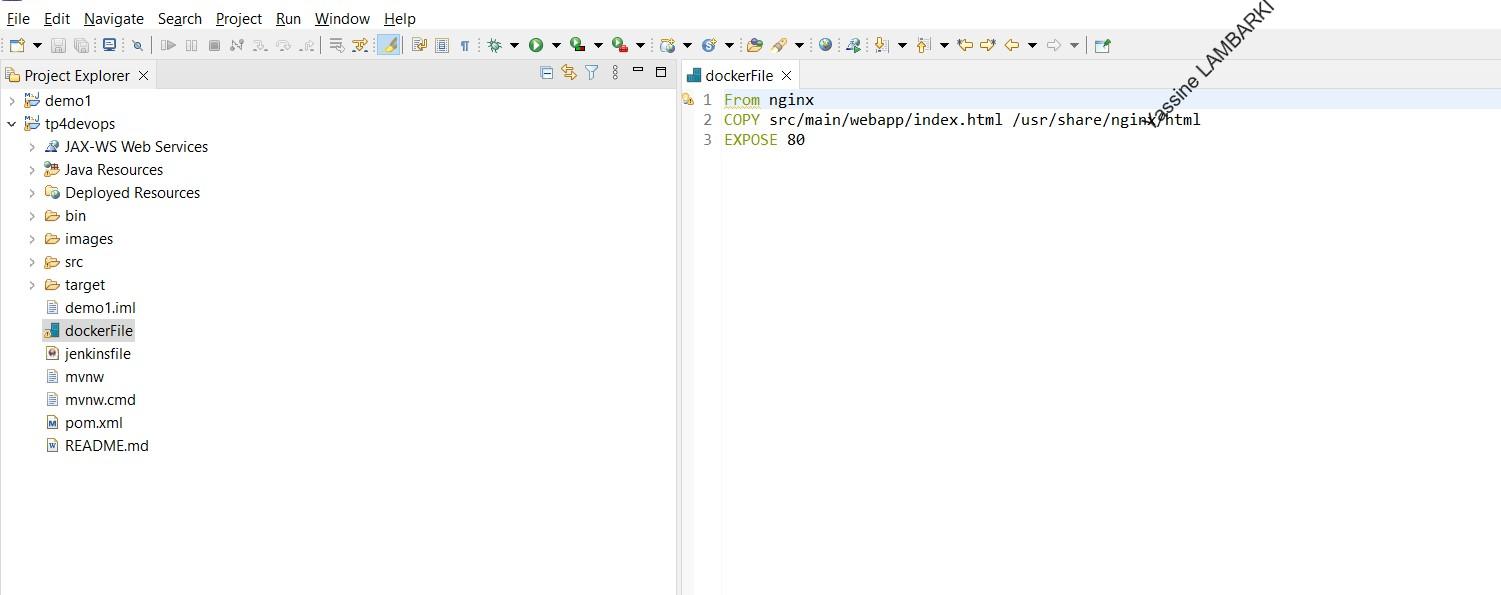 File Edit Navigate Search Project Run Window Help
Project Explorer
demo1
tp4devops
JAX-WS Web Services
Java Resources
Deployed Resources
bin
images
src
target
demo1.iml
dockerFile
jenkinsfile
mvnw
mvnw.cmd
pom.xml
README.md
dockerFile
1 From nginx
2 COPY src/main/webapp/index.html /usr/share/nginx/html
3 EXPOSE 80
Yassine LAMBARKI